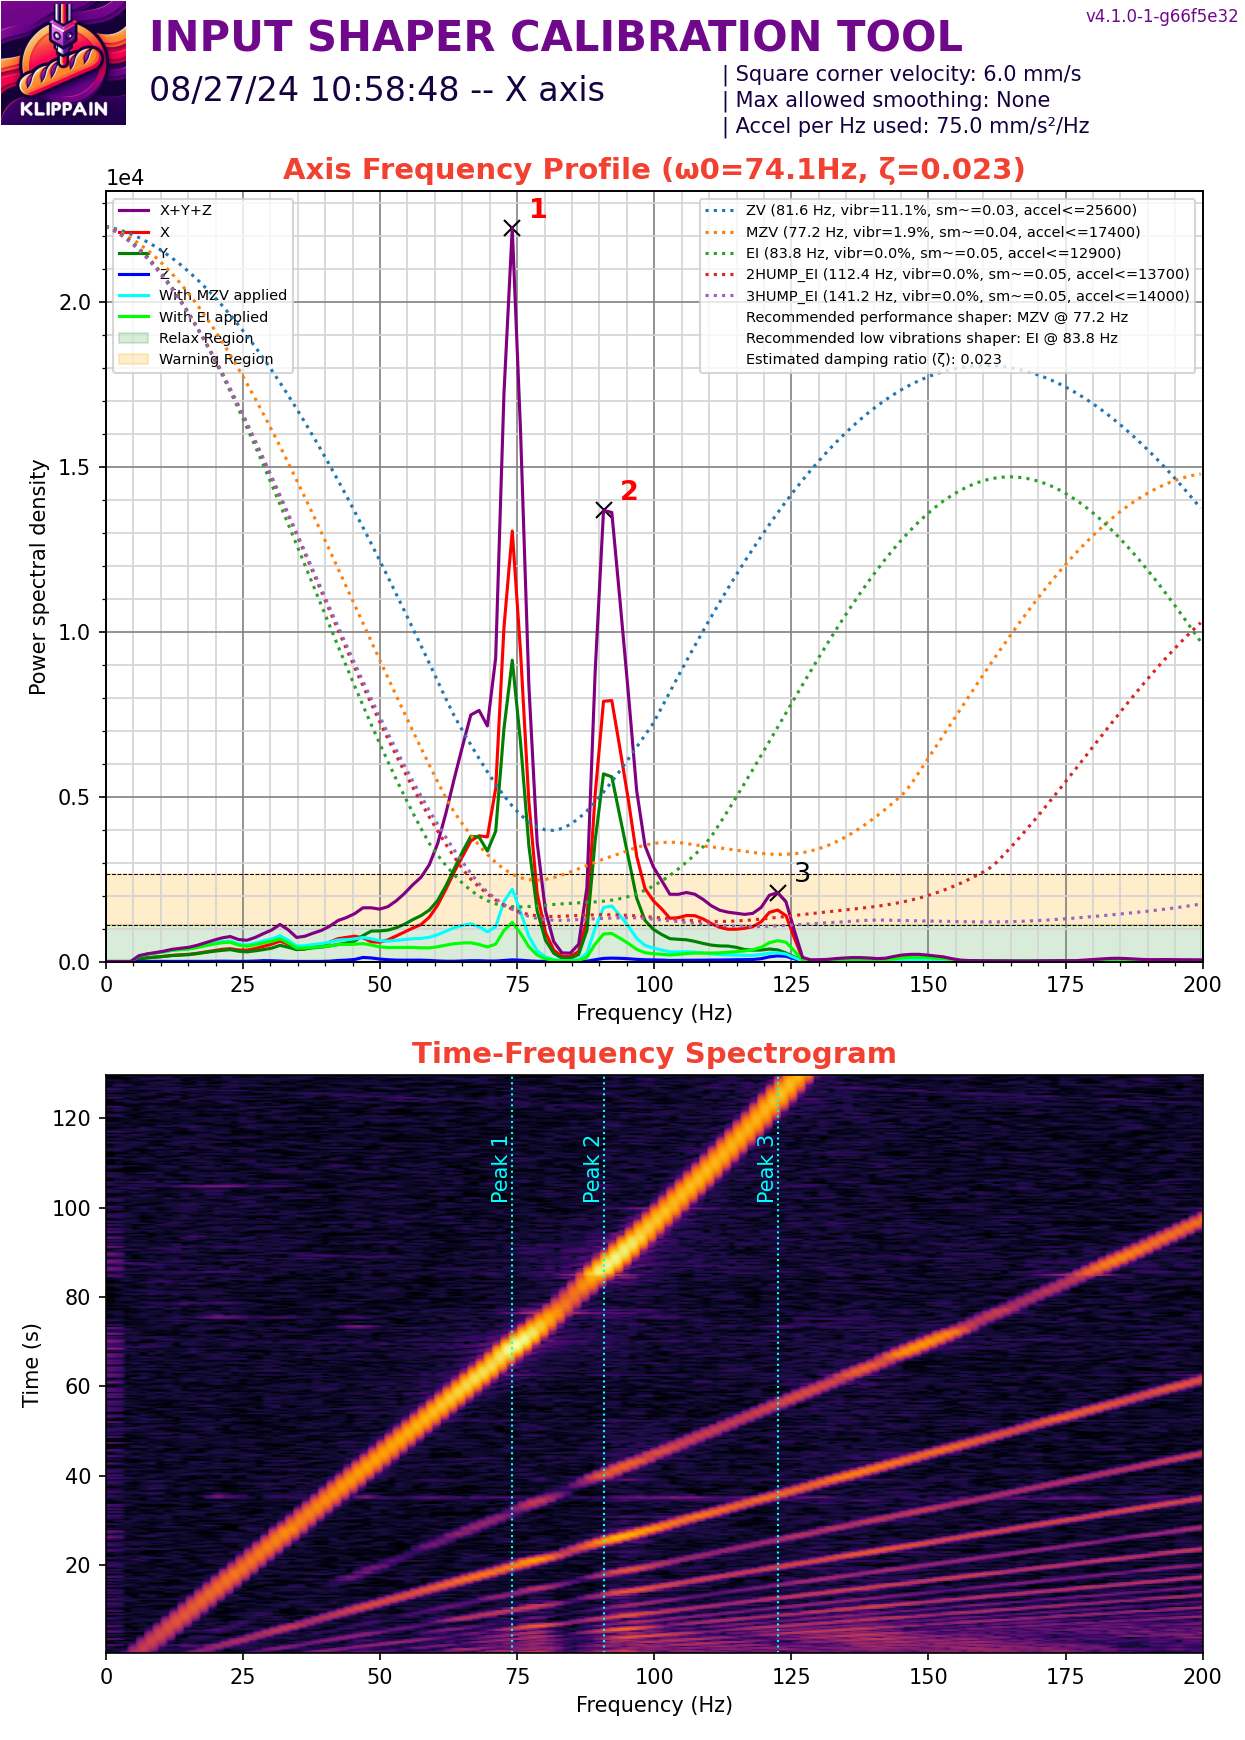 v4.1.0-1-g66f5e32
INPUT SHAPER CALIBRATION TOOL
08/27/24 10:58:48 -- X axis
| Square corner velocity: 6.0 mm/s
| Max allowed smoothing: None
| Accel per Hz used: 75.0 mm/s²/Hz
KLIPPAIN
Axis Frequency Profile (ω0=74.1Hz, ζ=0.023)
1e4
X+Y+Z
X
Y
Z
With MZV applied
With EI applied
Relax Region
Warning Region
ZV (81.6 Hz, vibr=11.1%, sm~=0.03, accel<=25600)
MZV (77.2 Hz, vibr=1.9%, sm~=0.04, accel<=17400)
EI (83.8 Hz, vibr=0.0%, sm~=0.05, accel<=12900)
2HUMP_EI (112.4 Hz, vibr=0.0%, sm~=0.05, accel<=13700)
3HUMP_EI (141.2 Hz, vibr=0.0%, sm~=0.05, accel<=14000)
Recommended performance shaper: MZV @ 77.2 Hz
Recommended low vibrations shaper: EI @ 83.8 Hz
Estimated damping ratio (ζ): 0.023
1
2
3
2.0
1.5
1.0
0.5
0.0
Power spectral density
0 25 50 75 100 125 150 175 200
Frequency (Hz)
Time-Frequency Spectrogram
Peak 1
Peak 2
Peak 3
120
100
80
60
40
20
Time (s)
0 25 50 75 100 125 150 175 200
Frequency (Hz)